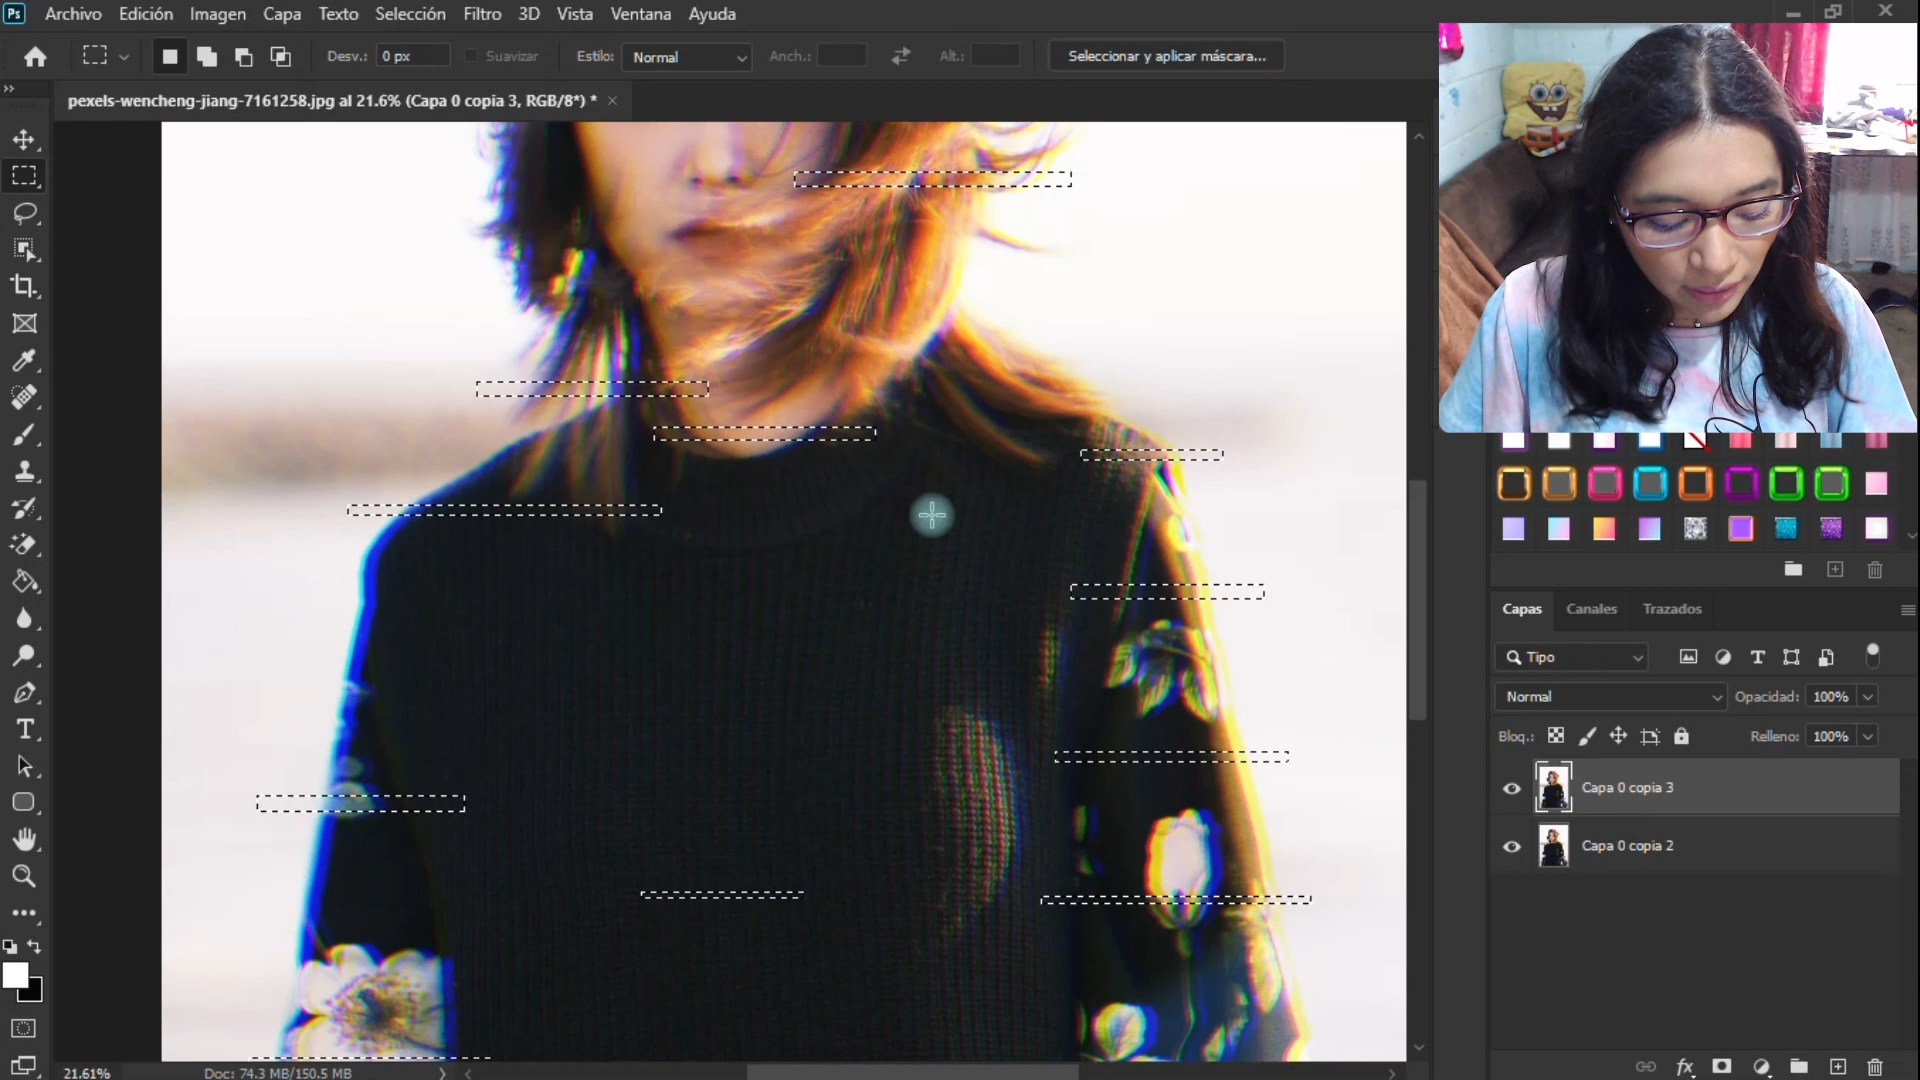 Ps Archivo Edición Imagen Capa Texto Selección Filtro 3D Vista Ventana Ayuda
Desv.: 0 px Suavizar Estilo: Normal Anch.: Alt.: Seleccionar y aplicar máscara...
pexels-wencheng-jiang-7161258.jpg al 21.6% (Capa 0 copia 3, RGB/8*) *
Capas Canales Trazados
Tipo
Normal Opacidad: 100%
Bloq.: Relleno: 100%
Capa 0 copia 3
Capa 0 copia 2
21.61% Doc: 74.3 MB/150.5 MB
fx